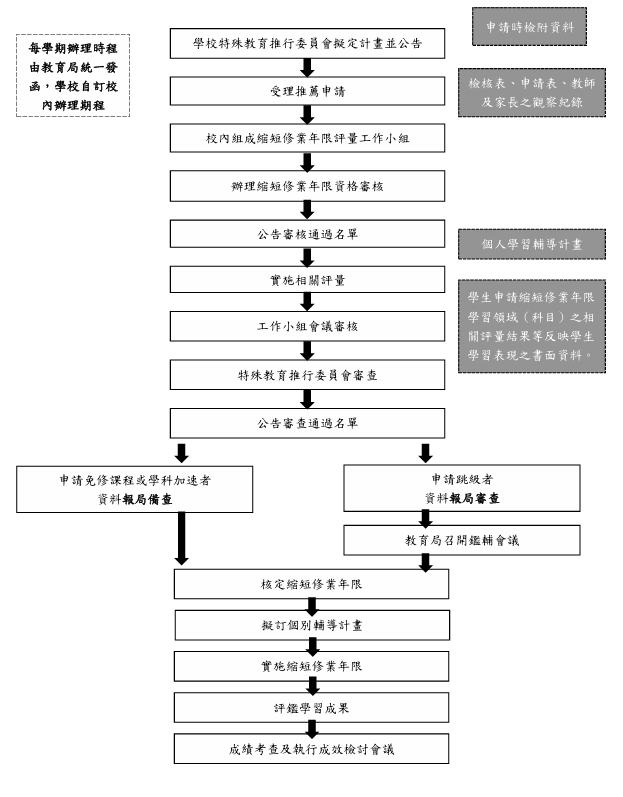 學校特殊教育推行委員會擬定計畫並公告
申請時檢附資料
每學期辦理時程
由教育局統一發
函，學校自訂校
內辦理期程
受理推薦申請
檢核表、申請表、教師
及家長之觀察紀錄
校內組成縮短修業年限評量工作小組
辦理縮短修業年限資格審核
公告審核通過名單
個人學習輔導計畫
實施相關評量
學生申請縮短修業年限
學習領域（科目）之相
關評量結果等反映學生
學習表現之書面資料。
工作小組會議審核
特殊教育推行委員會審查
公告審查通過名單
申請免修課程或學科加速者
資料報局備查
申請跳級者
資料報局審查
教育局召開鑑輔會議
核定縮短修業年限
擬訂個別輔導計畫
實施縮短修業年限
評鑑學習成果
成績考查及執行成效檢討會議